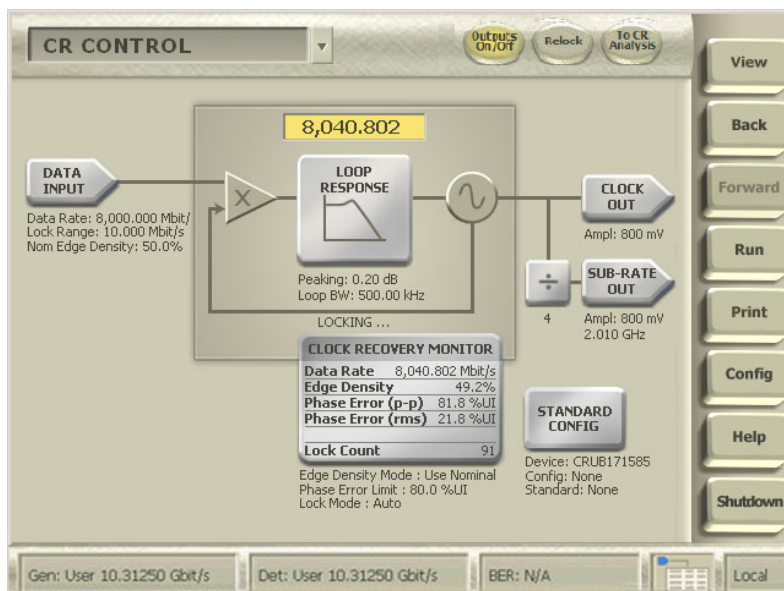 CR CONTROL
Outputs On/Off
Relock
To CR Analysis
View
Back
Forward
Run
Print
Config
Help
Shutdown
8,040.802
DATA INPUT
Data Rate: 8,000.000 Mbit/
Lock Range: 10.000 Mbit/s
Nom Edge Density: 50.0%
X
LOOP RESPONSE
Peaking: 0.20 dB
Loop BW: 500.00 kHz
LOCKING ...
CLOCK OUT
Ampl: 800 mV
÷
4
SUB-RATE OUT
Ampl: 800 mV
2.010 GHz
CLOCK RECOVERY MONITOR
Data Rate 8,040.802 Mbit/s
Edge Density 49.2%
Phase Error (p-p) 81.8 %UI
Phase Error (rms) 21.8 %UI
Lock Count 91
Edge Density Mode : Use Nominal
Phase Error Limit : 80.0 %UI
Lock Mode : Auto
STANDARD CONFIG
Device: CRUB171585
Config: None
Standard: None
Gen: User 10.31250 Gbit/s
Det: User 10.31250 Gbit/s
BER: N/A
Local